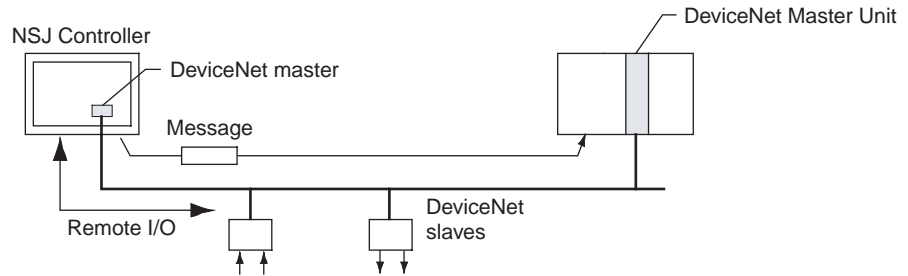 DeviceNet Master Unit
NSJ Controller
DeviceNet master
Message
Remote I/O
DeviceNet
slaves